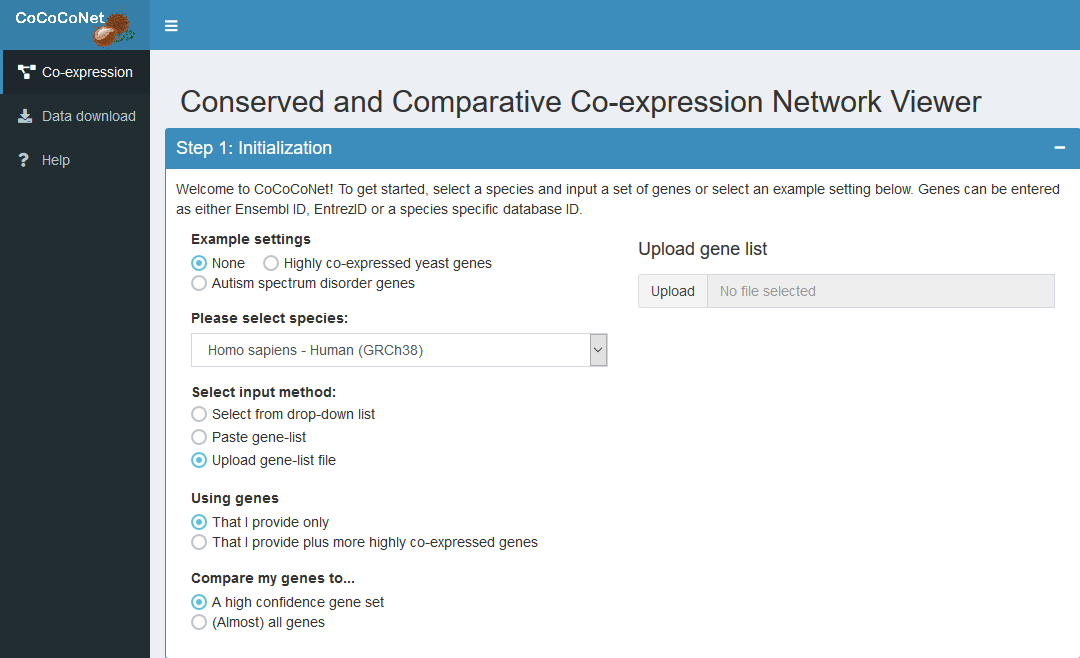 CoCoCoNet
Co-expression
Data download
Help
Conserved and Comparative Co-expression Network Viewer
Step 1: Initialization
Welcome to CoCoCoNet! To get started, select a species and input a set of genes or select an example setting below. Genes can be entered
as either Ensembl ID, EntrezID or a species specific database ID.
Example settings
None Highly co-expressed yeast genes
Autism spectrum disorder genes
Please select species:
Homo sapiens - Human (GRCh38)
Select input method:
Select from drop-down list
Paste gene-list
Upload gene-list file
Using genes
That I provide only
That I provide plus more highly co-expressed genes
Compare my genes to...
A high confidence gene set
(Almost) all genes
Upload gene list
Upload No file selected